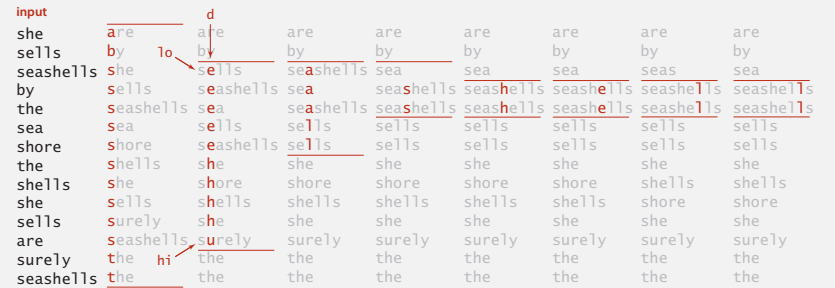 input d
she are are are are are are are are
sells by lo by by by by by by by
seashells she sells seashells sea sea sea seas sea
by sells seashells sea seashells seashells seashells seashells seashells
the seashells sea seashells seashells seashells seashells seashells seashells
sea sea sells sells sells sells sells sells sells
shore shore seashells sells sells sells sells sells sells
the shells she she she she she she she
shells she shore shore shore shore shore shells shells
she sells shells shells shells shells shells shore shore
sells surely she she she she she she she
are seashells surely surely surely surely surely surely surely
surely the hi the the the the the the the
seashells the the the the the the the the